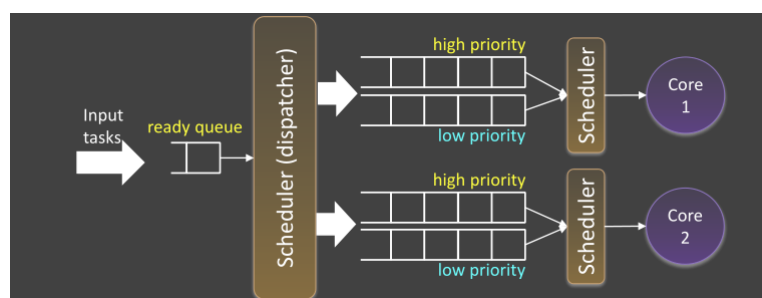 Input
tasks
ready queue
Scheduler (dispatcher)
high priority
low priority
Scheduler
Core
1
high priority
low priority
Scheduler
Core
2